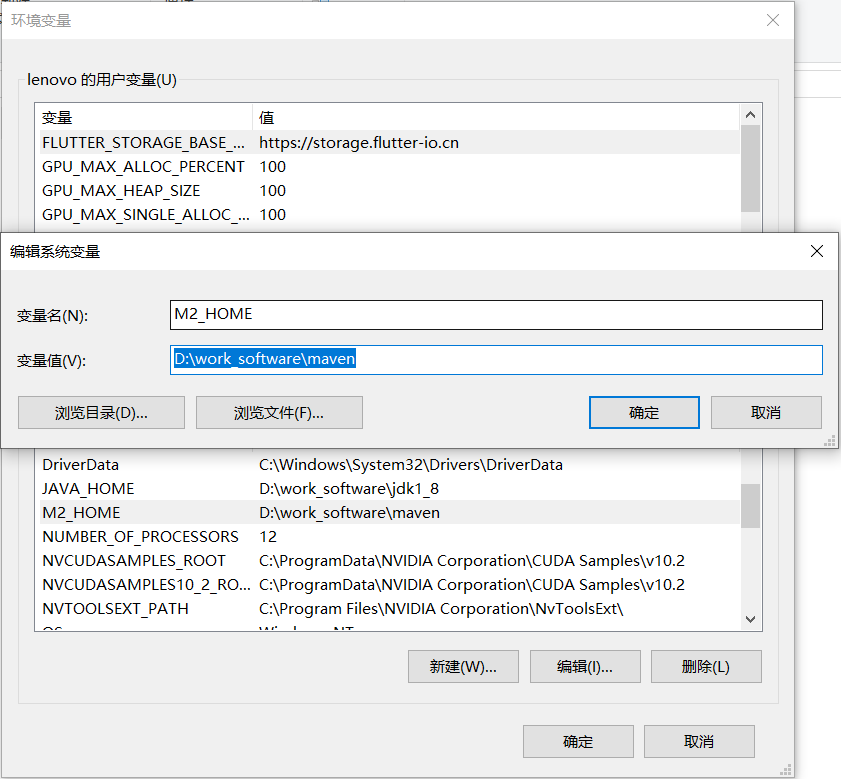 环境变量
lenovo 的用户变量(U)
变量 值
FLUTTER_STORAGE_BASE_... https://storage.flutter-io.cn
GPU_MAX_ALLOC_PERCENT 100
GPU_MAX_HEAP_SIZE 100
GPU_MAX_SINGLE_ALLOC_... 100
编辑系统变量
变量名(N): M2_HOME
变量值(V): D:\work_software\maven
浏览目录(D)... 浏览文件(F)... 确定 取消
DriverData C:\Windows\System32\Drivers\DriverData
JAVA_HOME D:\work_software\jdk1_8
M2_HOME D:\work_software\maven
NUMBER_OF_PROCESSORS 12
NVCUDASAMPLES_ROOT C:\ProgramData\NVIDIA Corporation\CUDA Samples\v10.2
NVCUDASAMPLES10_2_RO... C:\ProgramData\NVIDIA Corporation\CUDA Samples\v10.2
NVTOOLSEXT_PATH C:\Program Files\NVIDIA Corporation\NvToolsExt\
OS Windows_NT
新建(W)... 编辑(I)... 删除(L)
确定 取消